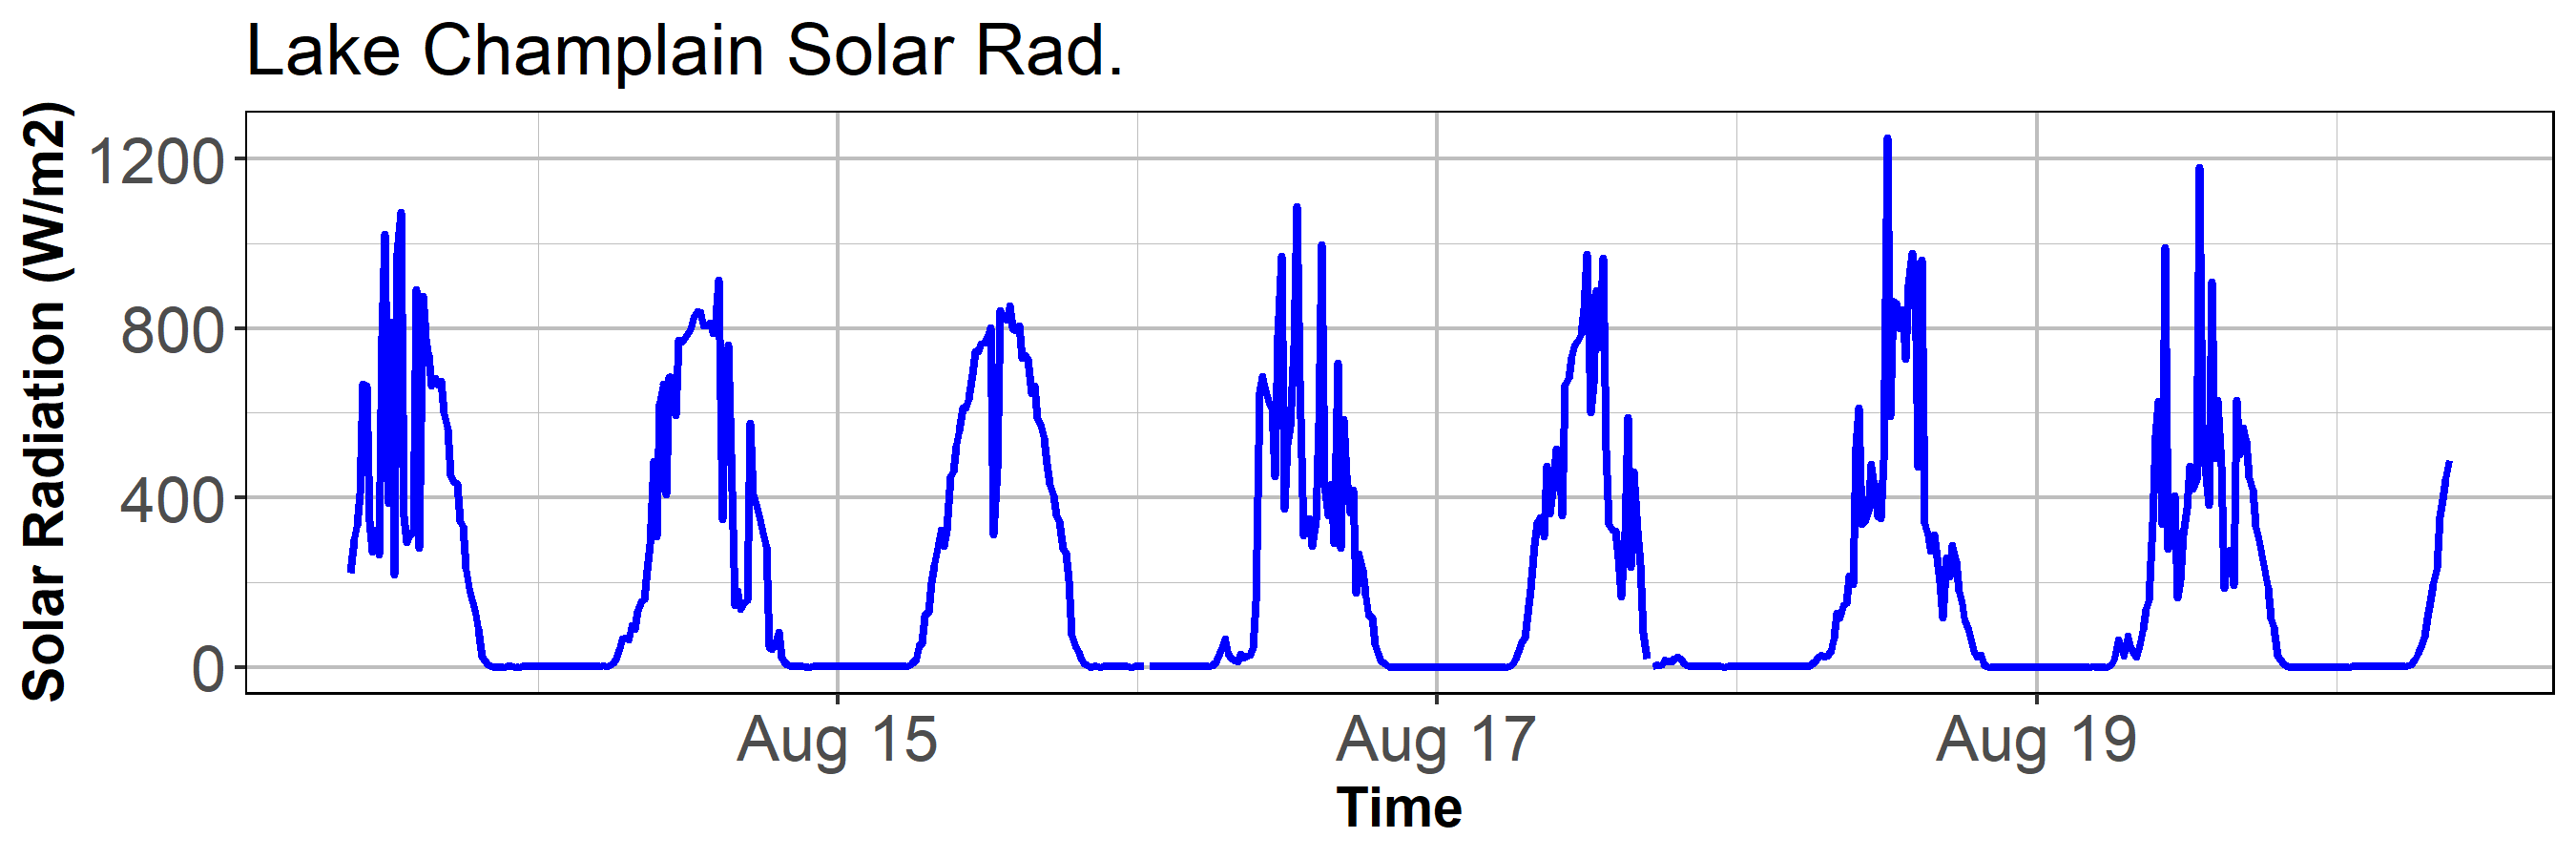 Lake Champlain Solar Rad.
Solar Radiation (W/m2)
1200
800
400
0
Aug 15
Aug 17
Aug 19
Time